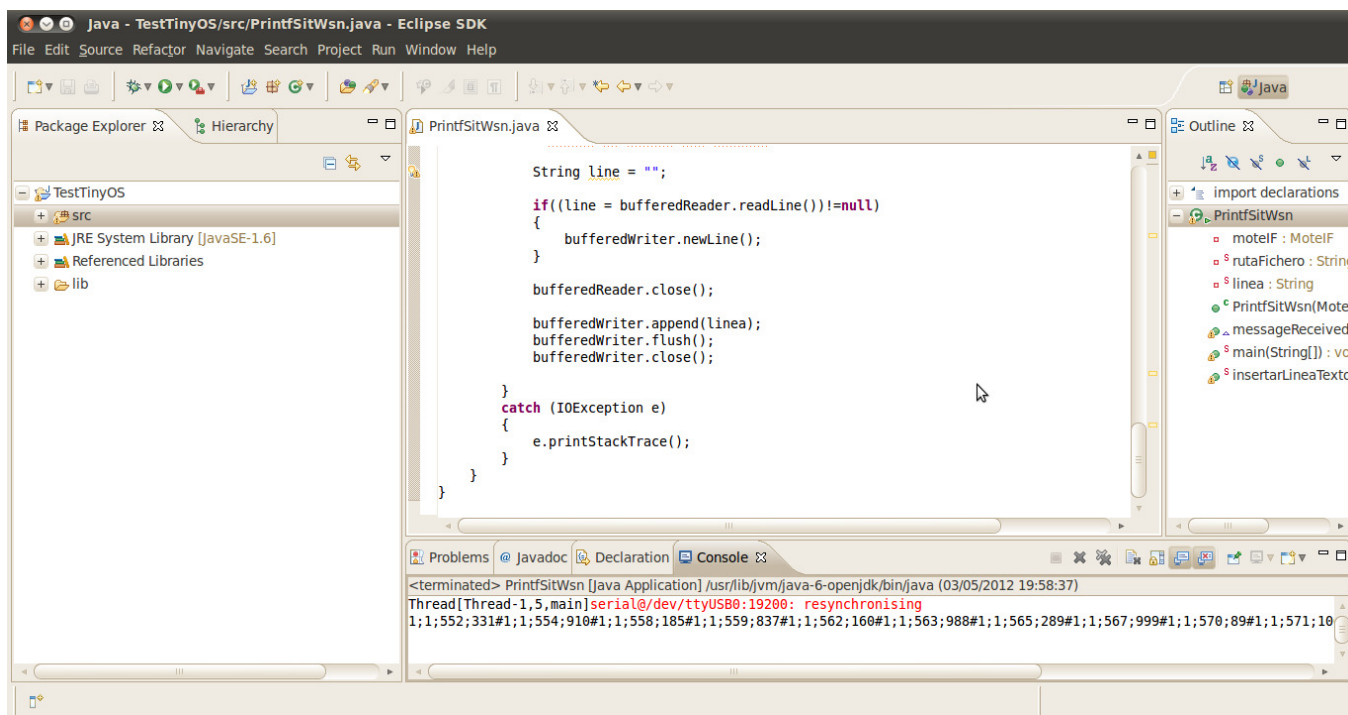 Java - TestTinyOS/src/PrintfSitWsn.java - Eclipse SDK
File Edit Source Refactor Navigate Search Project Run Window Help
Java
Package Explorer
Hierarchy
TestTinyOS
src
JRE System Library [JavaSE-1.6]
Referenced Libraries
lib
PrintfSitWsn.java
String line = "";
if((line = bufferedReader.readLine())!=null)
{
bufferedWriter.newLine();
}
bufferedReader.close();
bufferedWriter.append(linea);
bufferedWriter.flush();
bufferedWriter.close();
}
catch (IOException e)
{
e.printStackTrace();
}
}
}
Outline
import declarations
PrintfSitWsn
moteIF : MoteIF
rutaFichero : String
linea : String
PrintfSitWsn(Mote
messageReceived
main(String[]) : vo
insertarLineaTexto
Problems @ Javadoc Declaration Console
<terminated> PrintfSitWsn [Java Application] /usr/lib/jvm/java-6-openjdk/bin/java (03/05/2012 19:58:37)
Thread[Thread-1,5,main]serial@/dev/ttyUSB0:19200: resynchronising
1;1;552;331#1;1;554;910#1;1;558;185#1;1;559;837#1;1;562;160#1;1;563;988#1;1;565;289#1;1;567;999#1;1;570;89#1;1;571;10